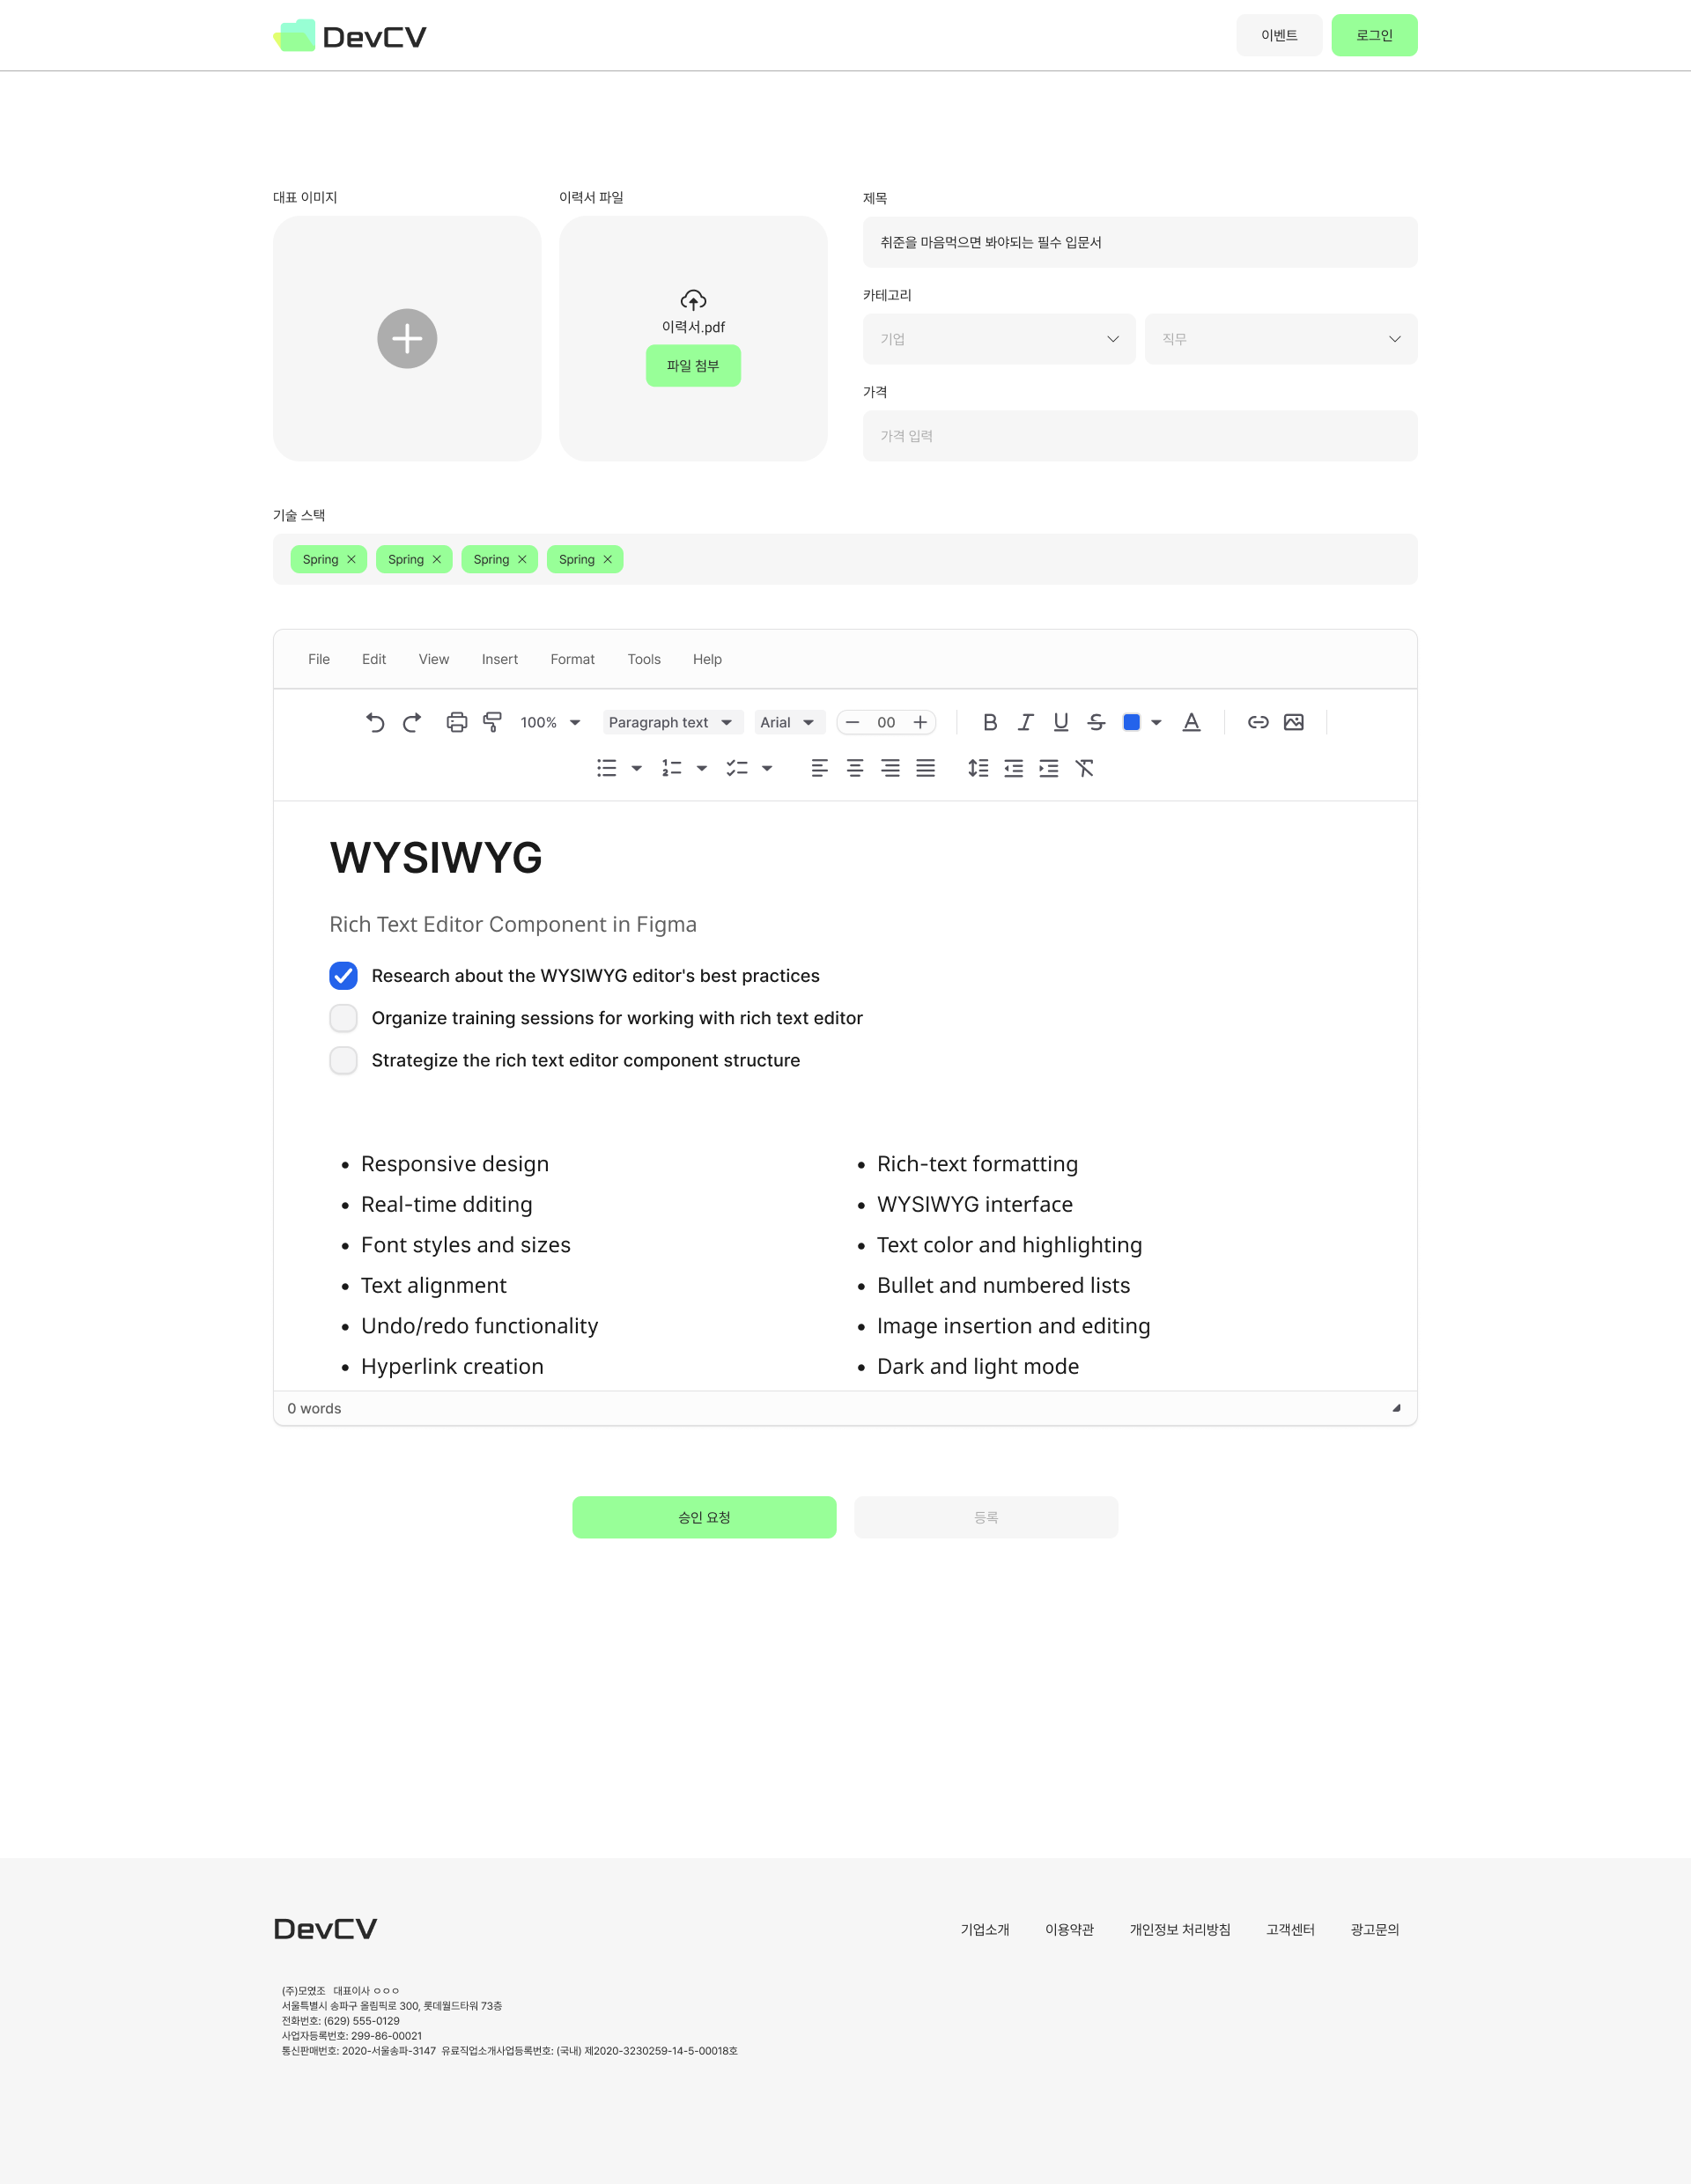 DevCV
이벤트
로그인
대표 이미지
이력서 파일
이력서.pdf
파일 첨부
제목
취준을 마음먹으면 봐야되는 필수 입문서
카테고리
기업
직무
가격
가격 입력
기술 스택
Spring Spring Spring Spring
File Edit View Insert Format Tools Help
100% Paragraph text Arial 00
WYSIWYG
Rich Text Editor Component in Figma
Research about the WYSIWYG editor's best practices
Organize training sessions for working with rich text editor
Strategize the rich text editor component structure
• Responsive design
• Real-time dditing
• Font styles and sizes
• Text alignment
• Undo/redo functionality
• Hyperlink creation
• Rich-text formatting
• WYSIWYG interface
• Text color and highlighting
• Bullet and numbered lists
• Image insertion and editing
• Dark and light mode
0 words
승인 요청
등록
DevCV
기업소개 이용약관 개인정보 처리방침 고객센터 광고문의
(주)모였조 대표이사 ㅇㅇㅇ
서울특별시 송파구 올림픽로 300, 롯데월드타워 73층
전화번호: (629) 555-0129
사업자등록번호: 299-86-00021
통신판매번호: 2020-서울송파-3147 유료직업소개사업등록번호: (국내) 제2020-3230259-14-5-00018호